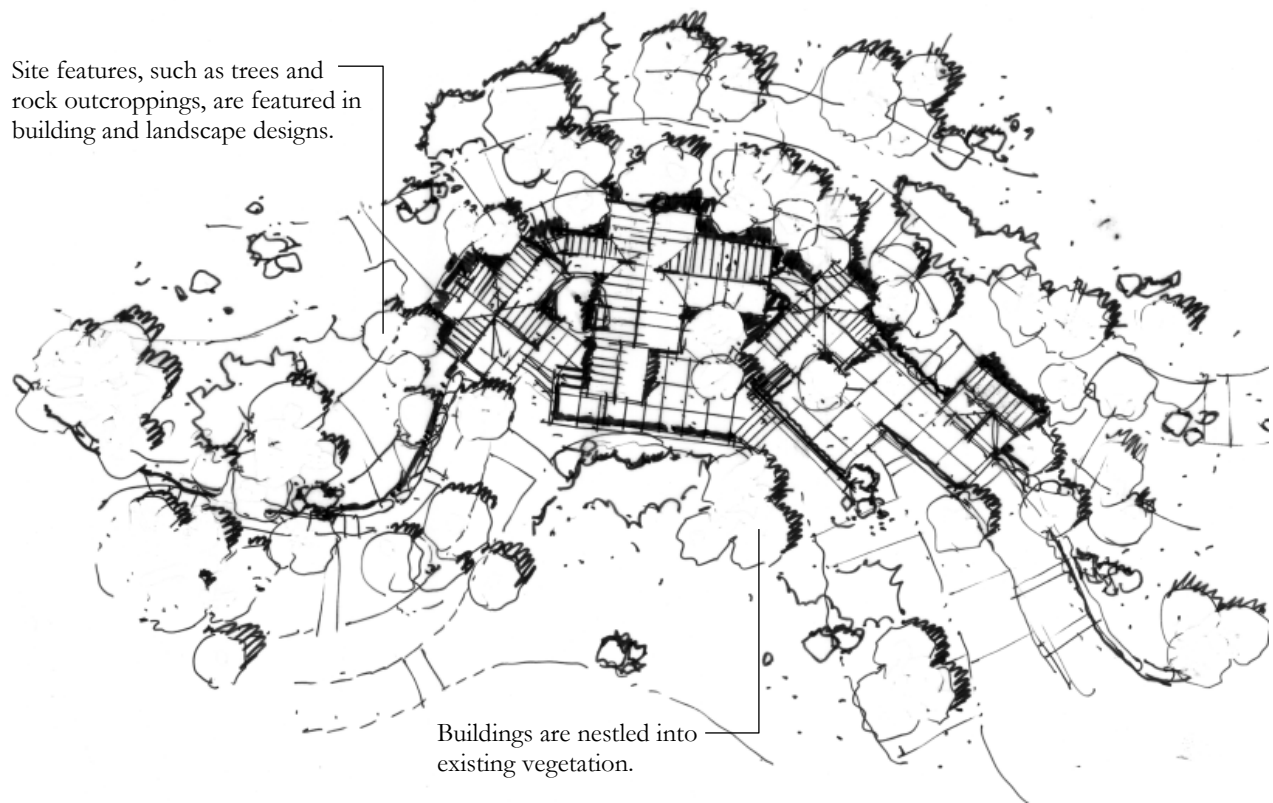 Site features, such as trees and
rock outcroppings, are featured in
building and landscape designs.
Buildings are nestled into
existing vegetation.